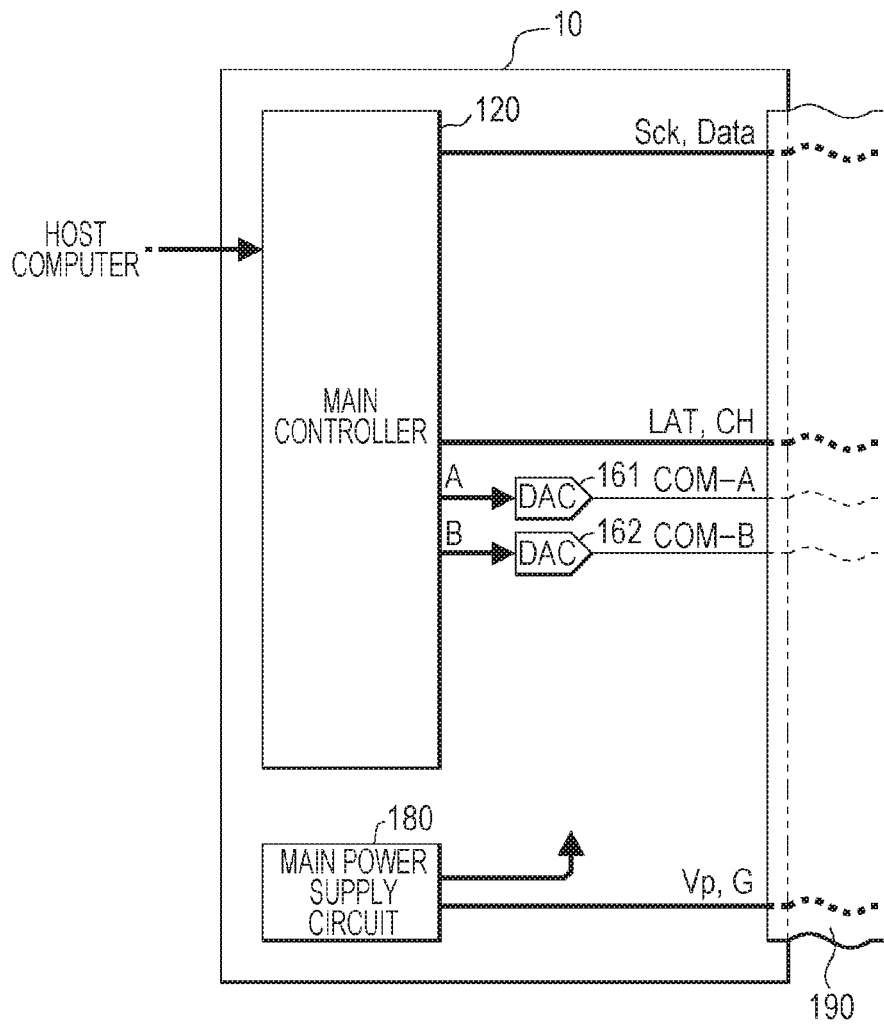 10
120
Sck, Data
HOST
COMPUTER
MAIN
CONTROLLER
LAT, CH
A
DAC
161
COM-A
B
DAC
162
COM-B
180
MAIN POWER
SUPPLY
CIRCUIT
Vp, G
190